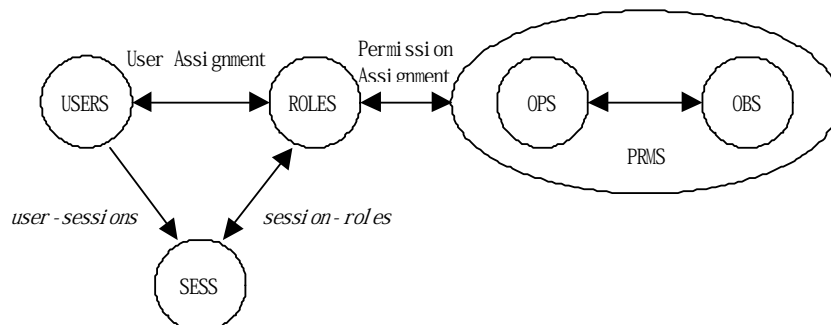 User Assignment
Permission
Assignment
USERS
ROLES
OPS
OBS
PRMS
user-sessions
session-roles
SESS